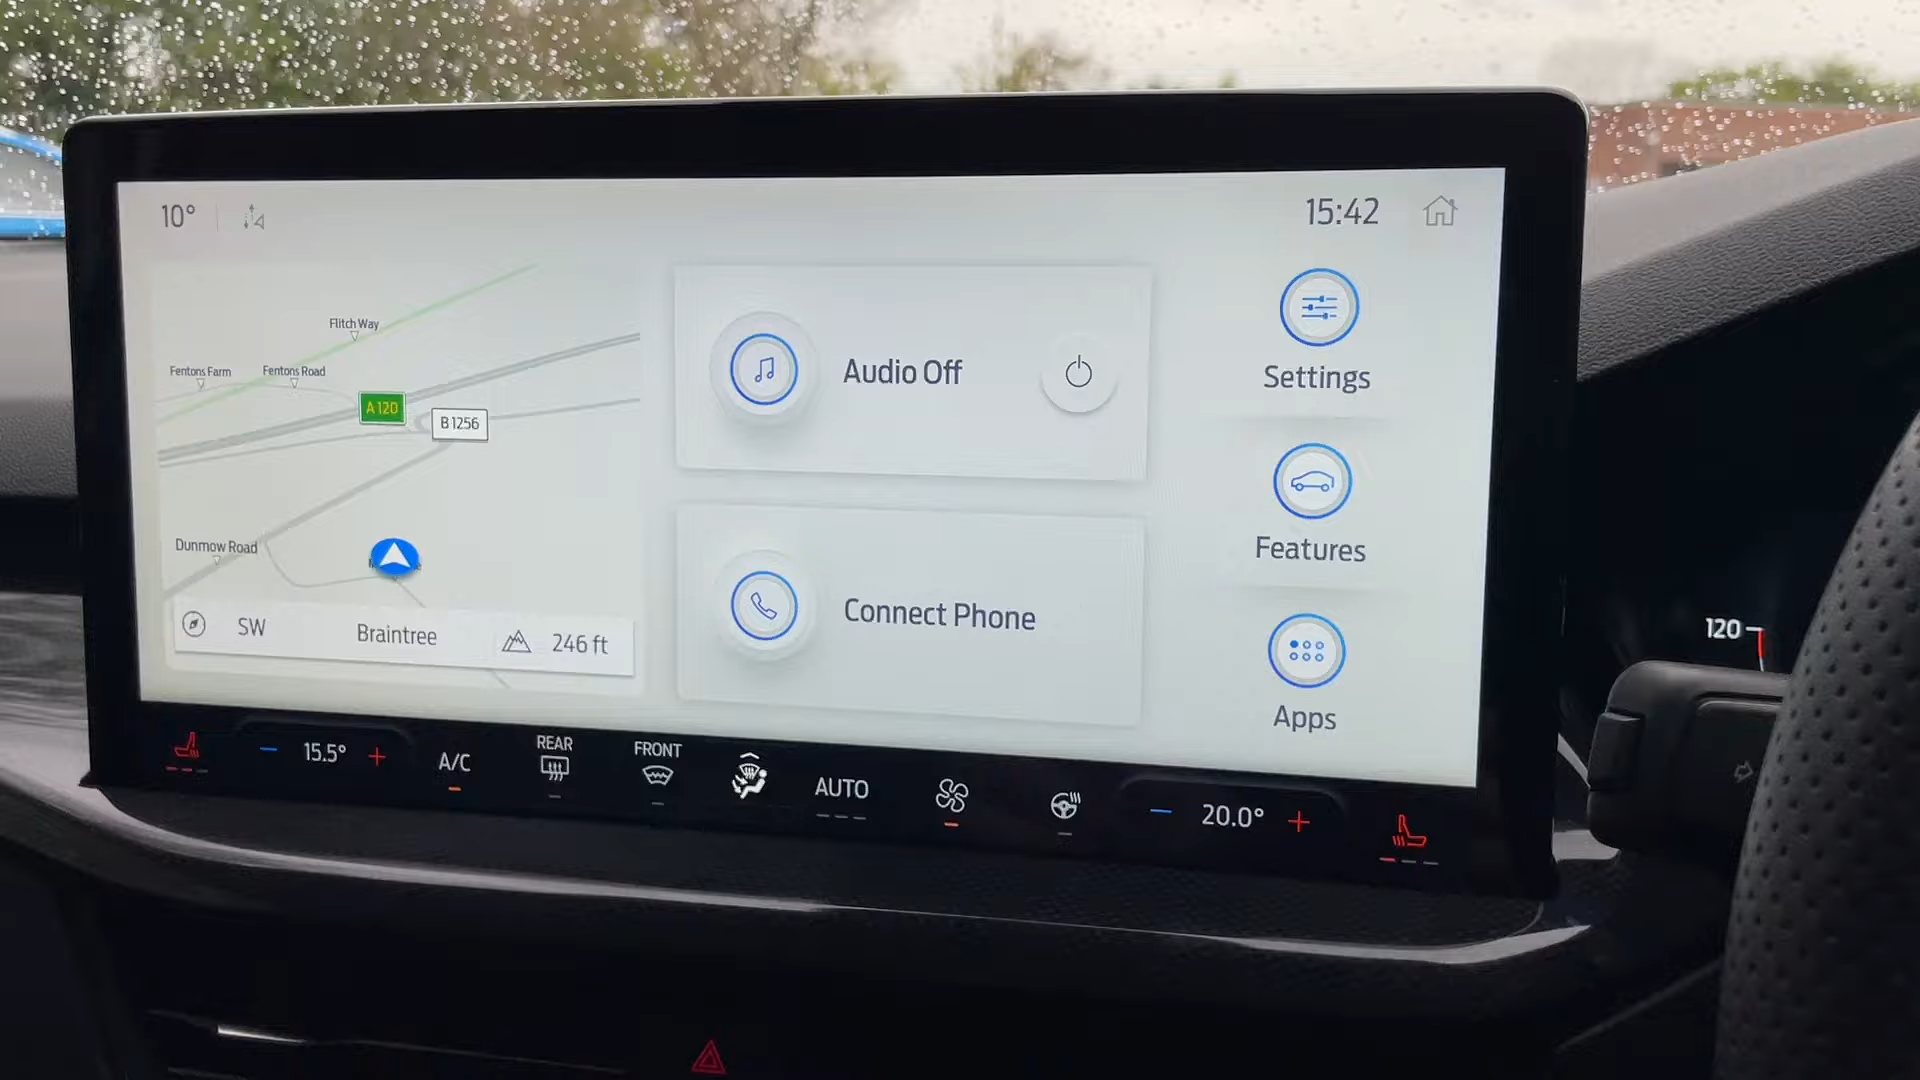 10°
15:42
Flitch Way
Fentons Farm
Fentons Road
A120
B1256
Dunmow Road
SW
Braintree
246 ft
Audio Off
Connect Phone
Settings
Features
Apps
15.5°
A/C
REAR
FRONT
AUTO
20.0°
120